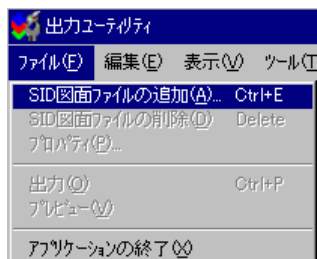 出力ユーティリティ
ファイル(F) 編集(E) 表示(V) ツール(T
SID図面ファイルの追加(A)... Ctrl+E
SID図面ファイルの削除(D) Delete
プロパティ(P)...
出力(O) Ctrl+P
プレビュー(V)
アプリケーションの終了(X)